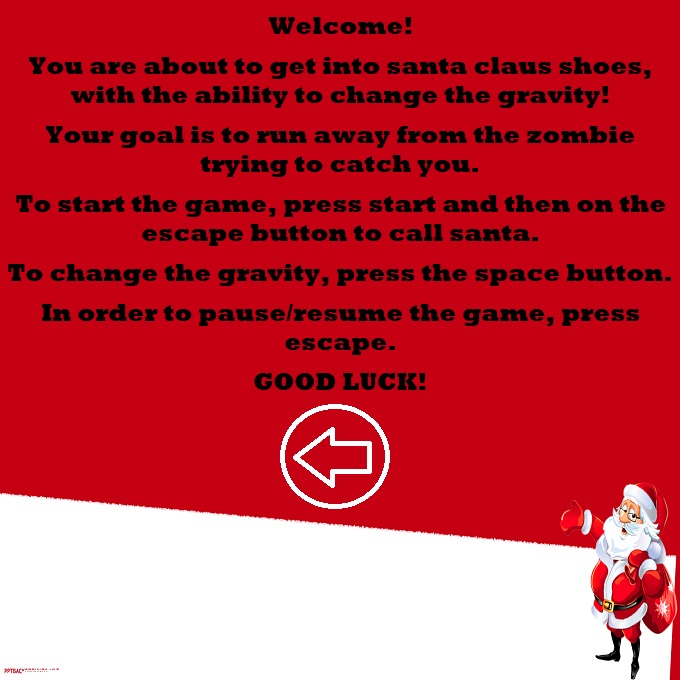 Welcome!
You are about to get into santa claus shoes,
with the ability to change the gravity!
Your goal is to run away from the zombie
trying to catch you.
To start the game, press start and then on the
escape button to call santa.
To change the gravity, press the space button.
In order to pause/resume the game, press
escape.
GOOD LUCK!